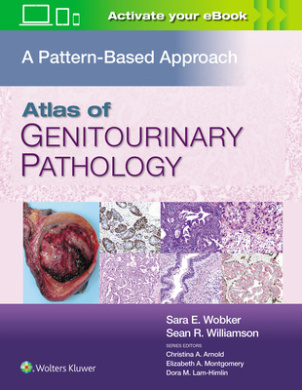 Activate your eBook
A Pattern-Based Approach
Atlas of
GENITOURINARY
PATHOLOGY
Sara E. Wobker
Sean R. Williamson
SERIES EDITORS
Christina A. Arnold
Elizabeth A. Montgomery
Dora M. Lam-Himlin
Wolters Kluwer